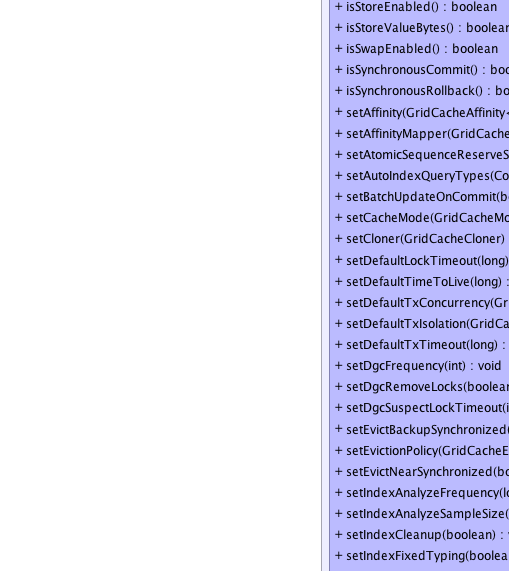 + isStoreEnabled() : boolean
+ isStoreValueBytes() : boolean
+ isSwapEnabled() : boolean
+ isSynchronousCommit() : boo
+ isSynchronousRollback() : bo
+ setAffinity(GridCacheAffinity<
+ setAffinityMapper(GridCache
+ setAtomicSequenceReserveS
+ setAutoIndexQueryTypes(Co
+ setBatchUpdateOnCommit(b
+ setCacheMode(GridCacheMo
+ setCloner(GridCacheCloner)
+ setDefaultLockTimeout(long)
+ setDefaultTimeToLive(long) :
+ setDefaultTxConcurrency(Gr
+ setDefaultTxIsolation(GridCa
+ setDefaultTxTimeout(long) :
+ setDgcFrequency(int) : void
+ setDgcRemoveLocks(boolean
+ setDgcSuspectLockTimeout(i
+ setEvictBackupSynchronized(
+ setEvictionPolicy(GridCacheE
+ setEvictNearSynchronized(bo
+ setIndexAnalyzeFrequency(lo
+ setIndexAnalyzeSampleSize(
+ setIndexCleanup(boolean) : v
+ setIndexFixedTyping(boolea